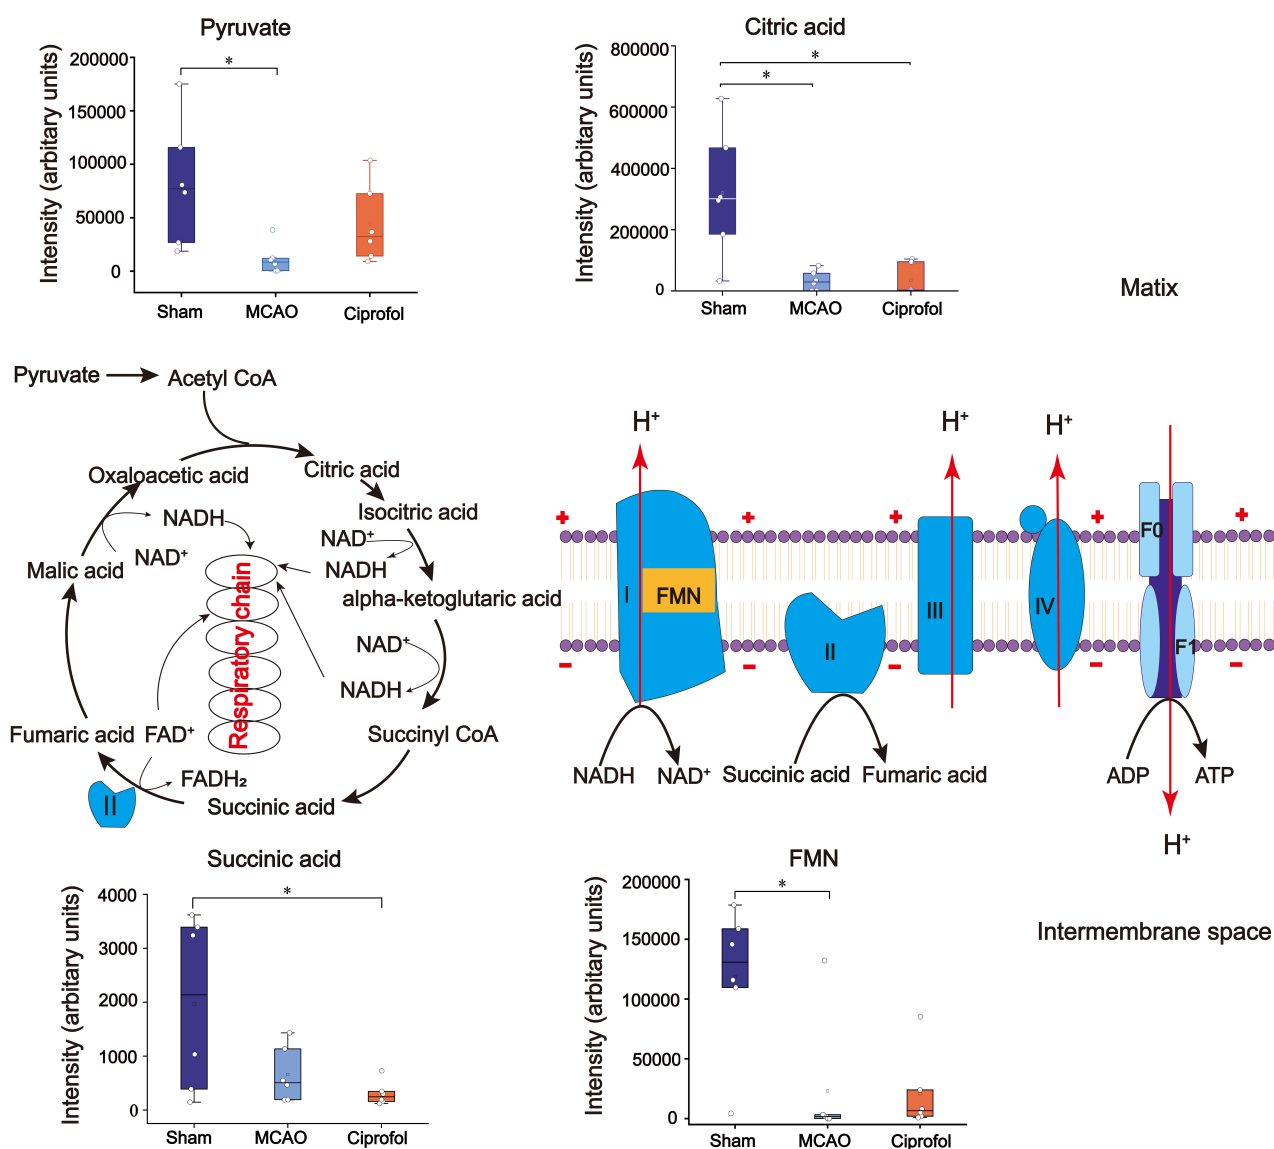 Pyruvate
Intensity (arbitary units)
200000
150000
100000
50000
0
*
Sham
MCAO
Ciprofol
Citric acid
Intensity (arbitary units)
800000
600000
400000
200000
0
*
*
Sham
MCAO
Ciprofol
Matix
Pyruvate
Acetyl CoA
Oxaloacetic acid
Citric acid
Isocitric acid
NADH
NAD+
NAD+
NADH
Malic acid
alpha-ketoglutaric acid
Respiratory chain
NAD+
NADH
Fumaric acid
FAD+
Succinyl CoA
FADH2
II
Succinic acid
H+
H+
H+
+
+
+
+
+
I
FMN
II
III
IV
F0
F1
−
−
−
−
−
NADH
NAD+
Succinic acid
Fumaric acid
ADP
ATP
H+
Succinic acid
Intensity (arbitary units)
4000
3000
2000
1000
0
*
Sham
MCAO
Ciprofol
FMN
Intensity (arbitary units)
200000
150000
100000
50000
0
*
Sham
MCAO
Ciprofol
Intermembrane space